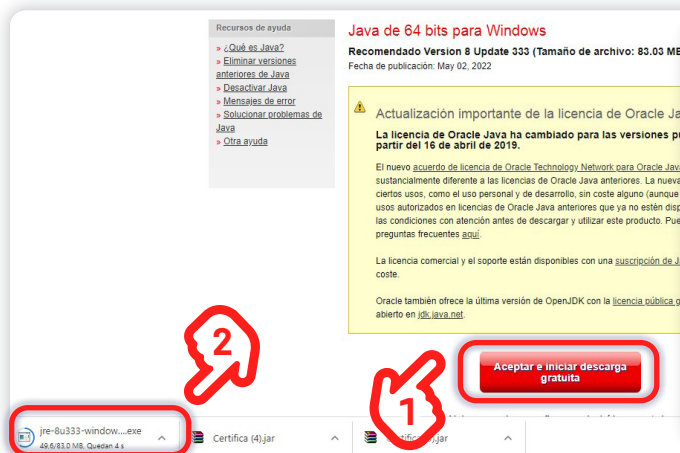 Recursos de ayuda
» ¿Qué es Java?
» Eliminar versiones
anteriores de Java
» Desactivar Java
» Mensajes de error
» Solucionar problemas de
Java
» Otra ayuda
Java de 64 bits para Windows
Recomendado Version 8 Update 333 (Tamaño de archivo: 83.03 MB
Fecha de publicación: May 02, 2022
Actualización importante de la licencia de Oracle Ja
La licencia de Oracle Java ha cambiado para las versiones pu
partir del 16 de abril de 2019.
El nuevo acuerdo de licencia de Oracle Technology Network para Oracle Java
sustancialmente diferente a las licencias de Oracle Java anteriores. La nueva
ciertos usos, como el uso personal y de desarrollo, sin coste alguno (aunque
usos autorizados en licencias de Oracle Java anteriores que ya no estén disp
las condiciones con atención antes de descargar y utilizar este producto. Pue
preguntas frecuentes aquí.
La licencia comercial y el soporte están disponibles con una suscripción de Ja
coste.
Oracle también ofrece la última versión de OpenJDK con la licencia pública g
abierto en jdk.java.net.
2
1
Aceptar e iniciar descarga
gratuita
jre-8u333-window....exe
49,6/83,0 MB, Quedan 4 s
Certifica (4).jar
.jar